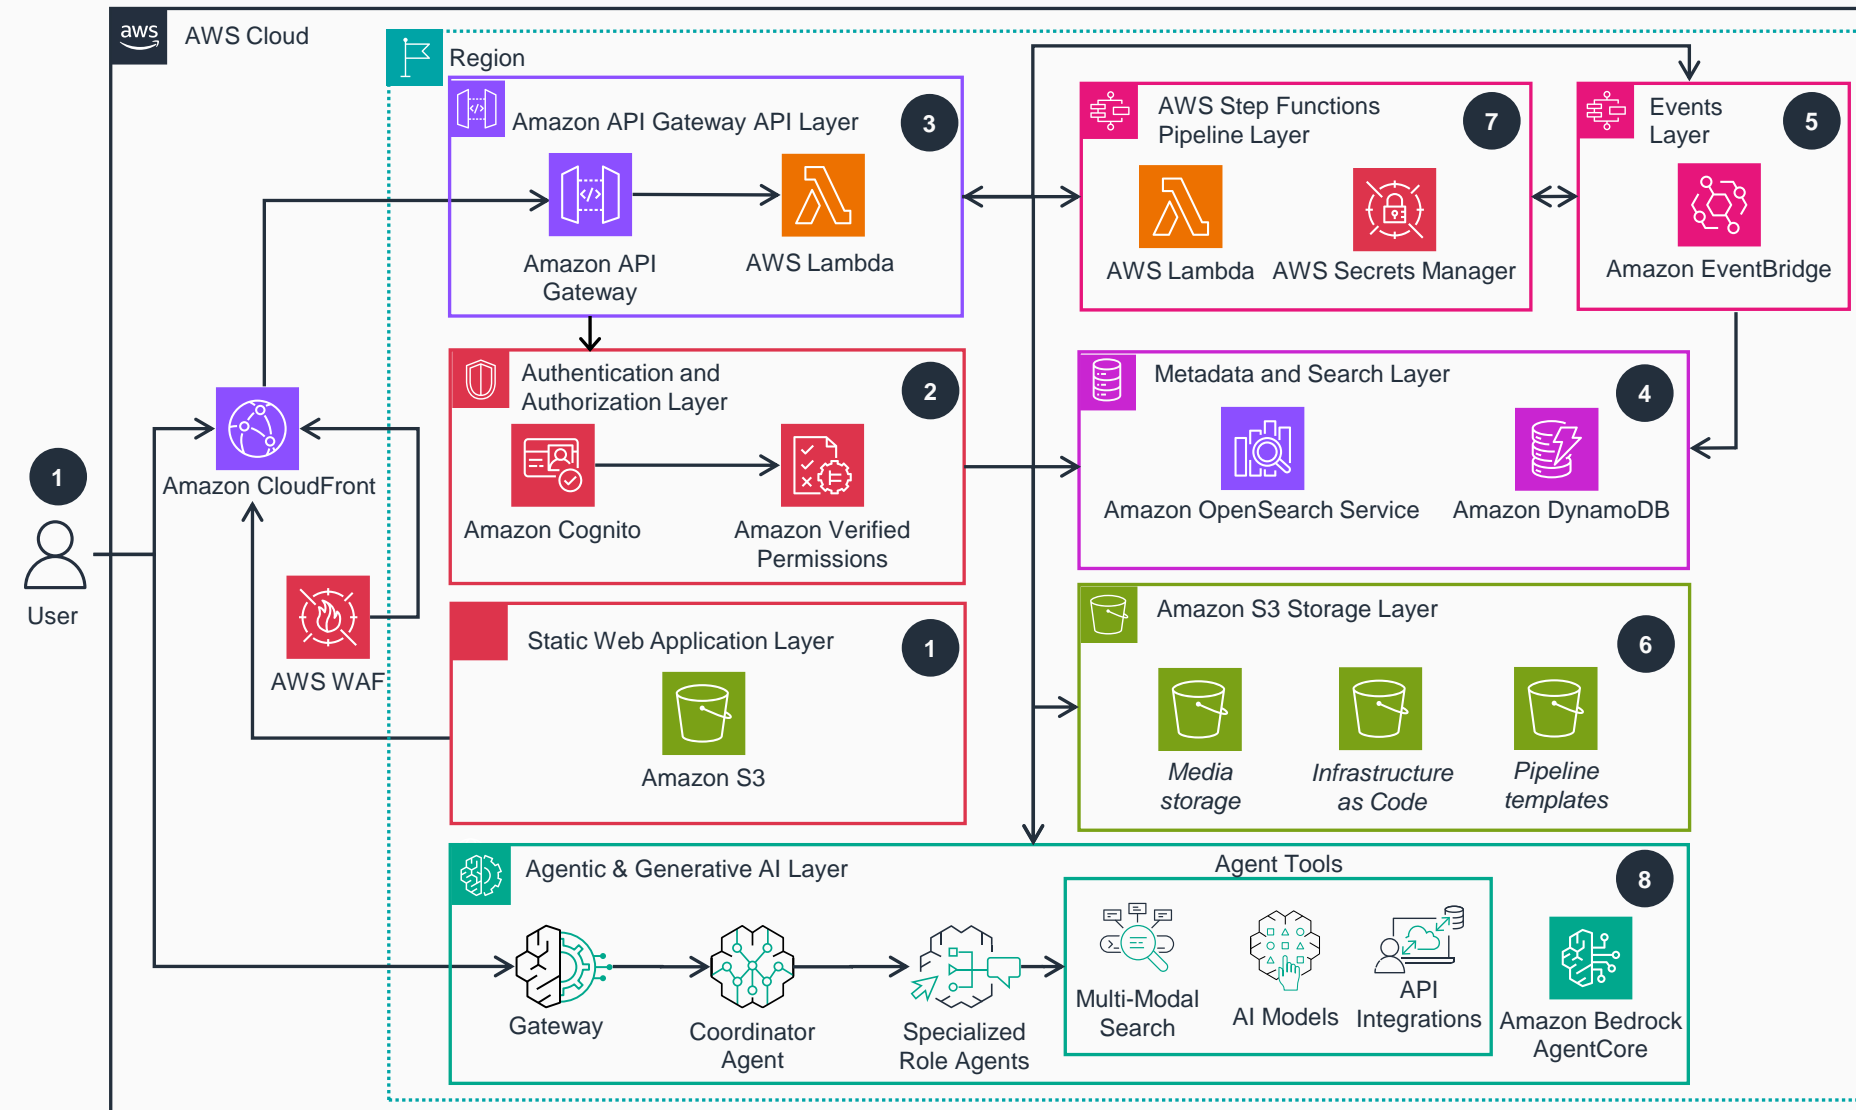 aws
AWS Cloud
Region
Amazon API Gateway API Layer
3
Amazon API
Gateway
AWS Lambda
AWS Step Functions
Pipeline Layer
7
AWS Lambda
AWS Secrets Manager
Events
Layer
5
Amazon EventBridge
Authentication and
Authorization Layer
2
Amazon Cognito
Amazon Verified
Permissions
Metadata and Search Layer
4
Amazon OpenSearch Service
Amazon DynamoDB
1
User
Amazon CloudFront
AWS WAF
Static Web Application Layer
1
Amazon S3
Amazon S3 Storage Layer
6
Media
storage
Infrastructure
as Code
Pipeline
templates
Agentic & Generative AI Layer
Agent Tools
8
Gateway
Coordinator
Agent
Specialized
Role Agents
Multi-Modal
Search
AI Models
API
Integrations
Amazon Bedrock
AgentCore